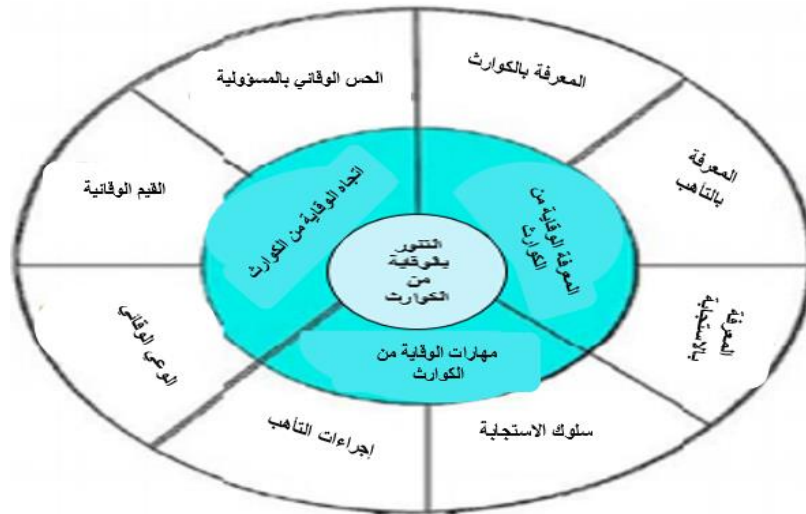 المعرفة بالكوارث
الحس الوقائي بالمسؤولية
المعرفة
بالتأهب
القيم الوقائية
اتجاه الوقاية من الكوارث
المعرفة الوقاية من
الكوارث
التنور
بالوقاية
من
الكوارث
المعرفة
بالاستجابة
الوعي الوقائي
مهارات الوقاية من
الكوارث
سلوك الاستجابة
إجراءات التأهب